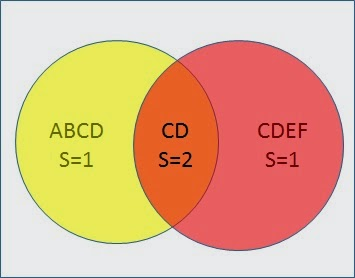 ABCD
S=1
CD
S=2
CDEF
S=1